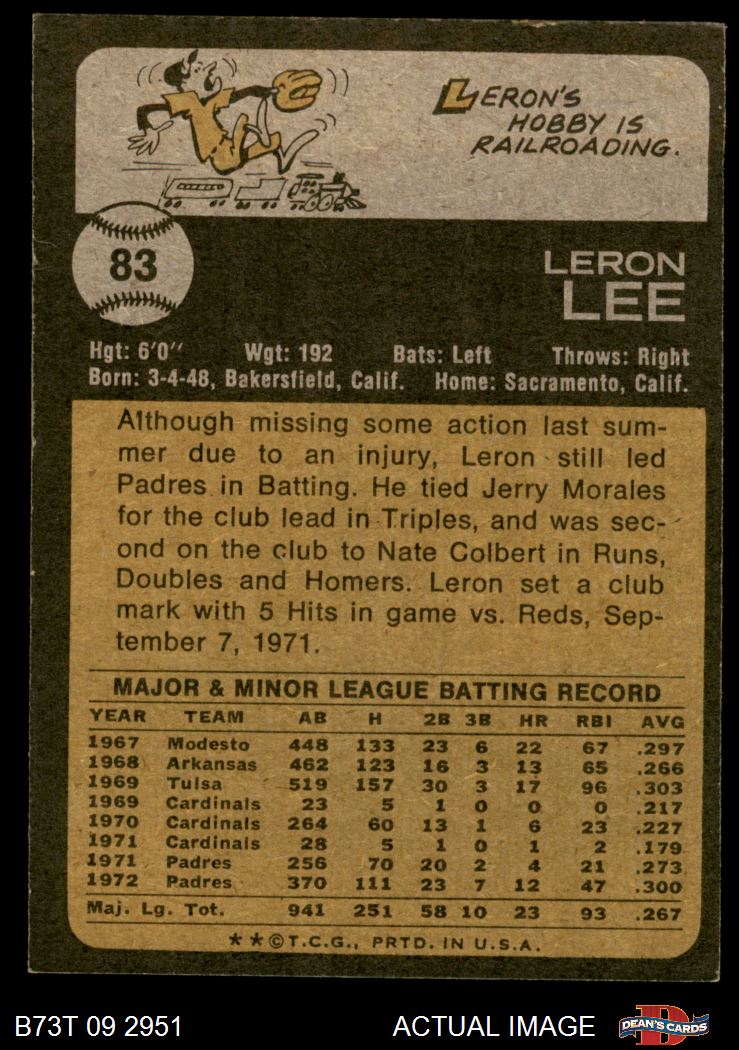 LERON'S
HOBBY IS
RAILROADING.
83
LERON
LEE
Hgt: 6'0" Wgt: 192 Bats: Left Throws: Right
Born: 3-4-48, Bakersfield, Calif. Home: Sacramento, Calif.
Although missing some action last sum-
mer due to an injury, Leron still led
Padres in Batting. He tied Jerry Morales
for the club lead in Triples, and was sec-
ond on the club to Nate Colbert in Runs,
Doubles and Homers. Leron set a club
mark with 5 Hits in game vs. Reds, Sep-
tember 7, 1971.
MAJOR & MINOR LEAGUE BATTING RECORD
YEAR TEAM AB H 2B 3B HR RBI AVG
1967 Modesto 448 133 23 6 22 67 .297
1968 Arkansas 462 123 16 3 13 65 .266
1969 Tulsa 519 157 30 3 17 96 .303
1969 Cardinals 23 5 1 0 0 0 .217
1970 Cardinals 264 60 13 1 6 23 .227
1971 Cardinals 28 5 1 0 1 2 .179
1971 Padres 256 70 20 2 4 21 .273
1972 Padres 370 111 23 7 12 47 .300
Maj. Lg. Tot. 941 251 58 10 23 93 .267
**©T.C.G., PRTD. IN U.S.A.
B73T 09 2951 ACTUAL IMAGE DEAN'S CARDS